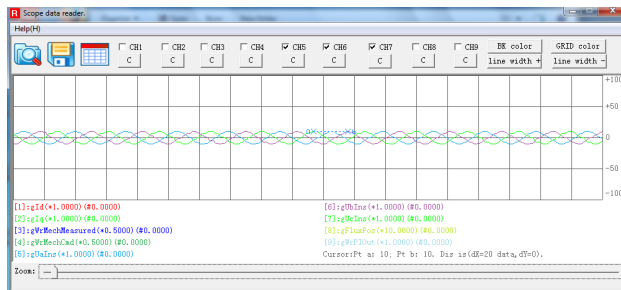 R Scope data reader.
Help(H)
CH1 CH2 CH3 CH4 CH5 CH6 CH7 CH8 CH9 BK color GRID color
C C C C C C C C C line width + line width -
+100
+50
0
-50
-100
[1]:gId(*1.0000)(#0.0000) [6]:gUbIns(*1.0000)(#0.0000)
[2]:gIq(*1.0000)(#0.0000) [7]:gUcIns(*1.0000)(#0.0000)
[3]:gWrMechMeasured(*0.5000)(#0.0000) [8]:gFluxPos(*10.0000)(#0.0000)
[4]:gWrMechCmd(*0.5000)(#0.0000) [9]:gWrPIOut(*1.0000)(#0.0000)
[5]:gUaIns(*1.0000)(#0.0000) Cursor:Pt a: 10; Pt b: 10. Dis is(dX=20 data,dY=0).
Zoom: